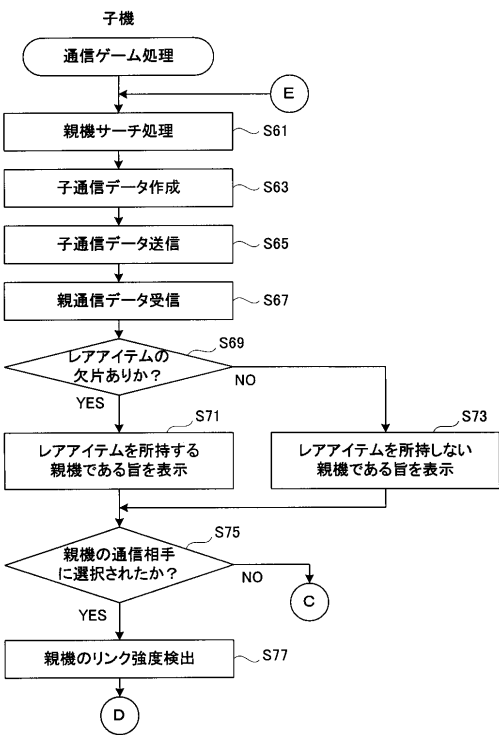 子機
通信ゲーム処理
E
親機サーチ処理
S61
子通信データ作成
S63
子通信データ送信
S65
親通信データ受信
S67
S69
レアアイテムの
欠片ありか?
NO
YES
S71
S73
レアアイテムを所持する
親機である旨を表示
レアアイテムを所持しない
親機である旨を表示
S75
親機の通信相手
に選択されたか?
NO
C
YES
親機のリンク強度検出
S77
D